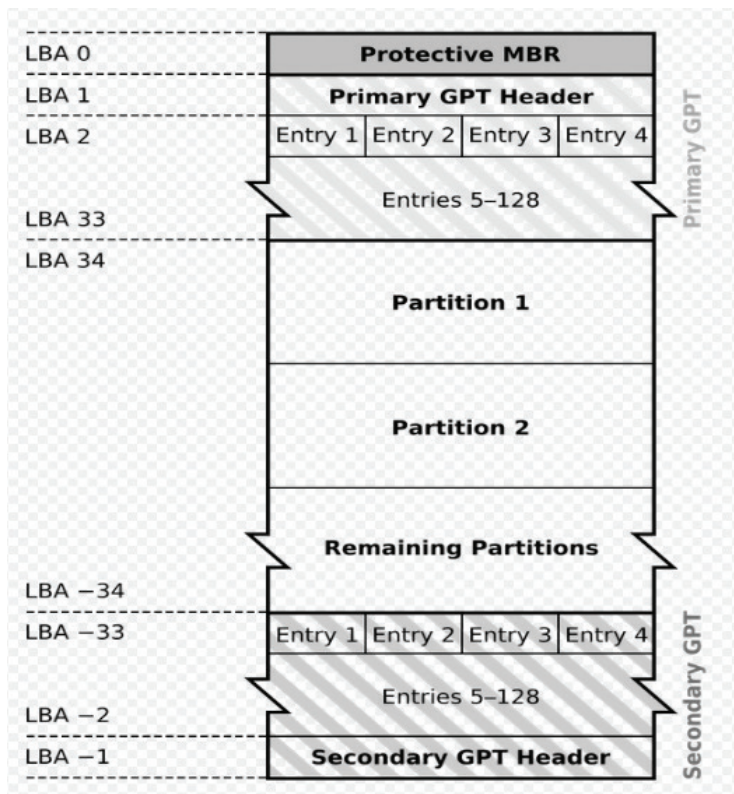 LBA 0
Protective MBR
LBA 1
Primary GPT Header
LBA 2
Entry 1 Entry 2 Entry 3 Entry 4
Entries 5–128
LBA 33
Primary GPT
LBA 34
Partition 1
Partition 2
Remaining Partitions
LBA −34
LBA −33
Entry 1 Entry 2 Entry 3 Entry 4
Entries 5–128
LBA −2
LBA −1
Secondary GPT Header
Secondary GPT